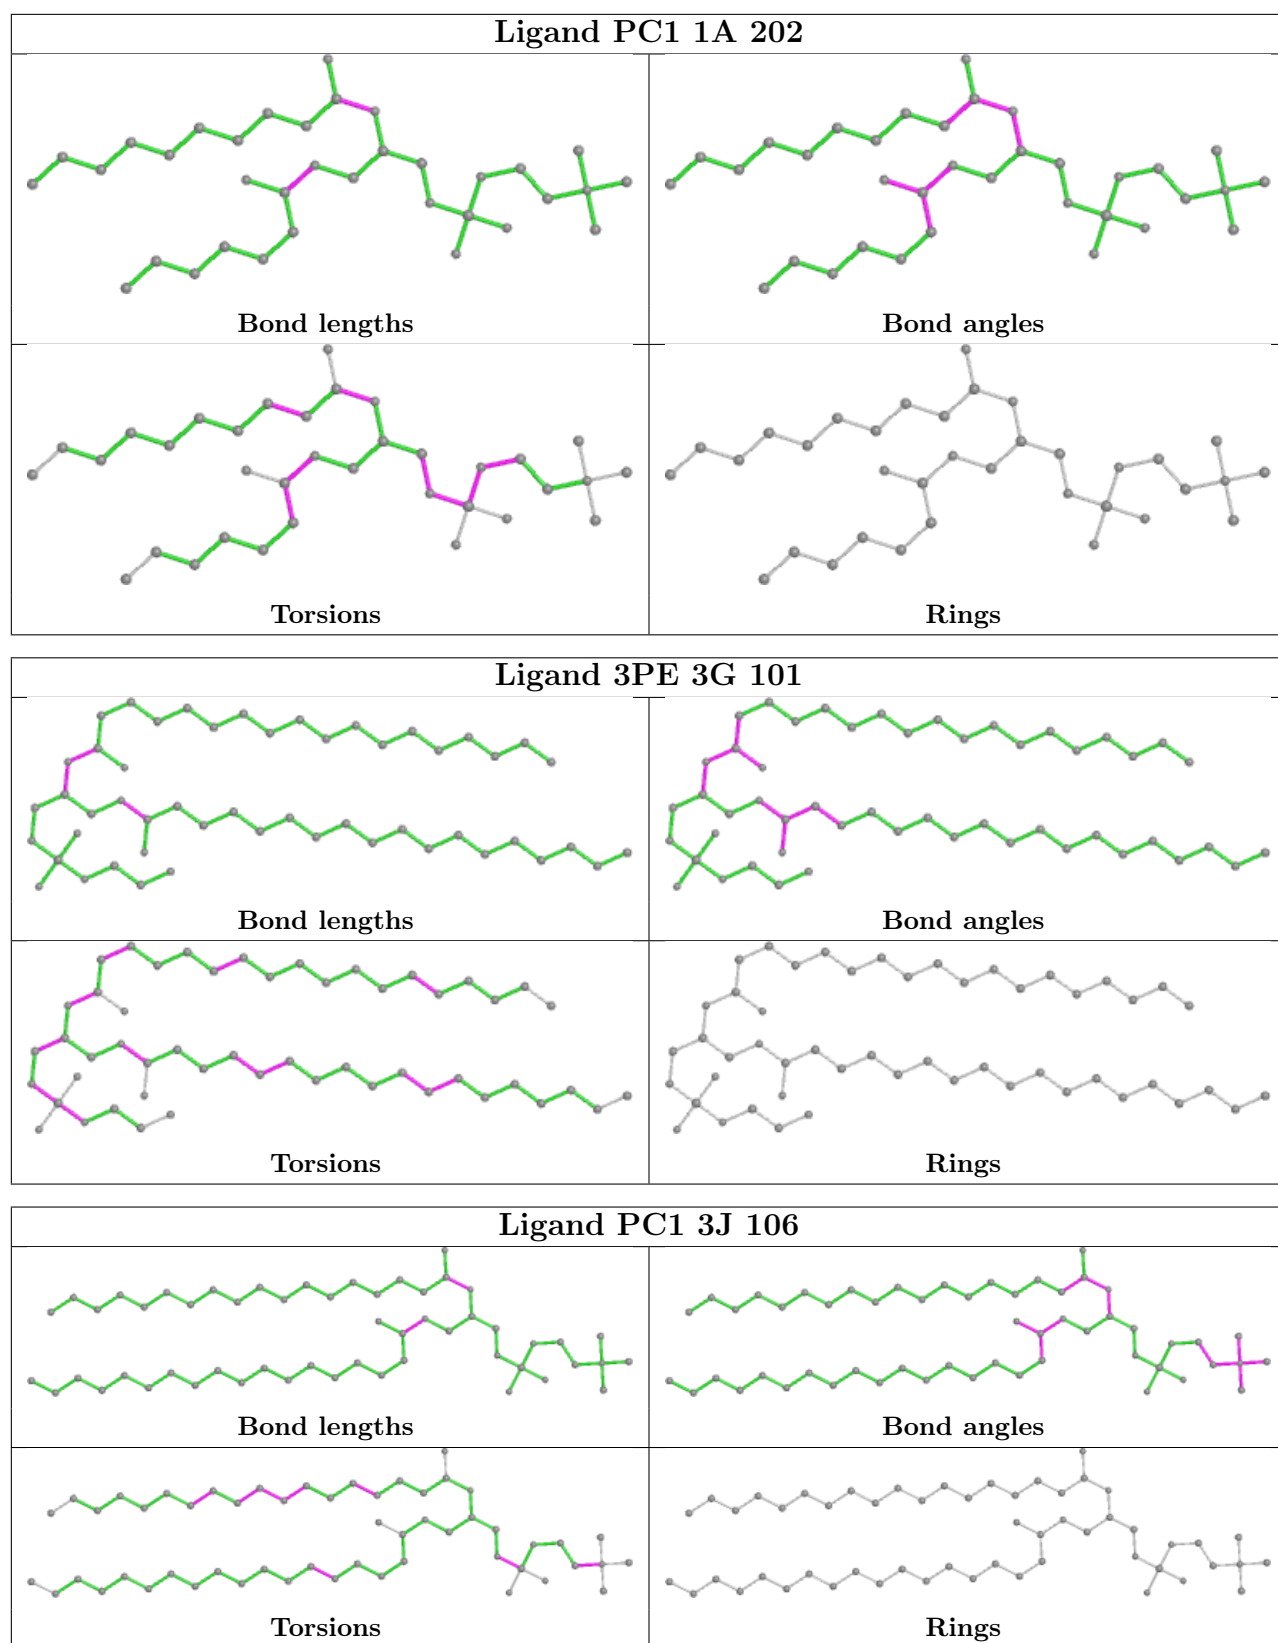 Ligand PC1 1A 202
Bond lengths
Bond angles
Torsions
Rings
Ligand 3PE 3G 101
Bond lengths
Bond angles
Torsions
Rings
Ligand PC1 3J 106
Bond lengths
Bond angles
Torsions
Rings